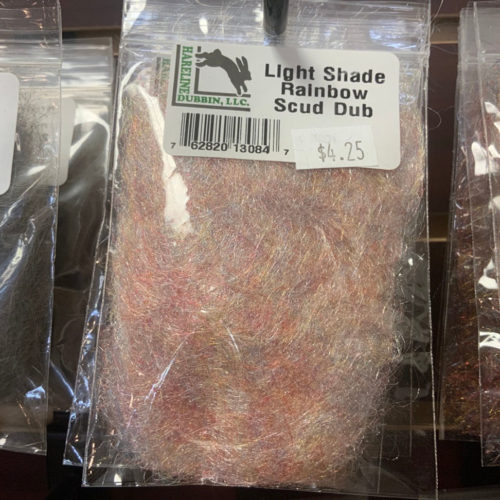 HARELINE
DUBBIN, LLC.
LIght Shade
Rainbow
Scud Dub
7 62820 13084 7
$4.25